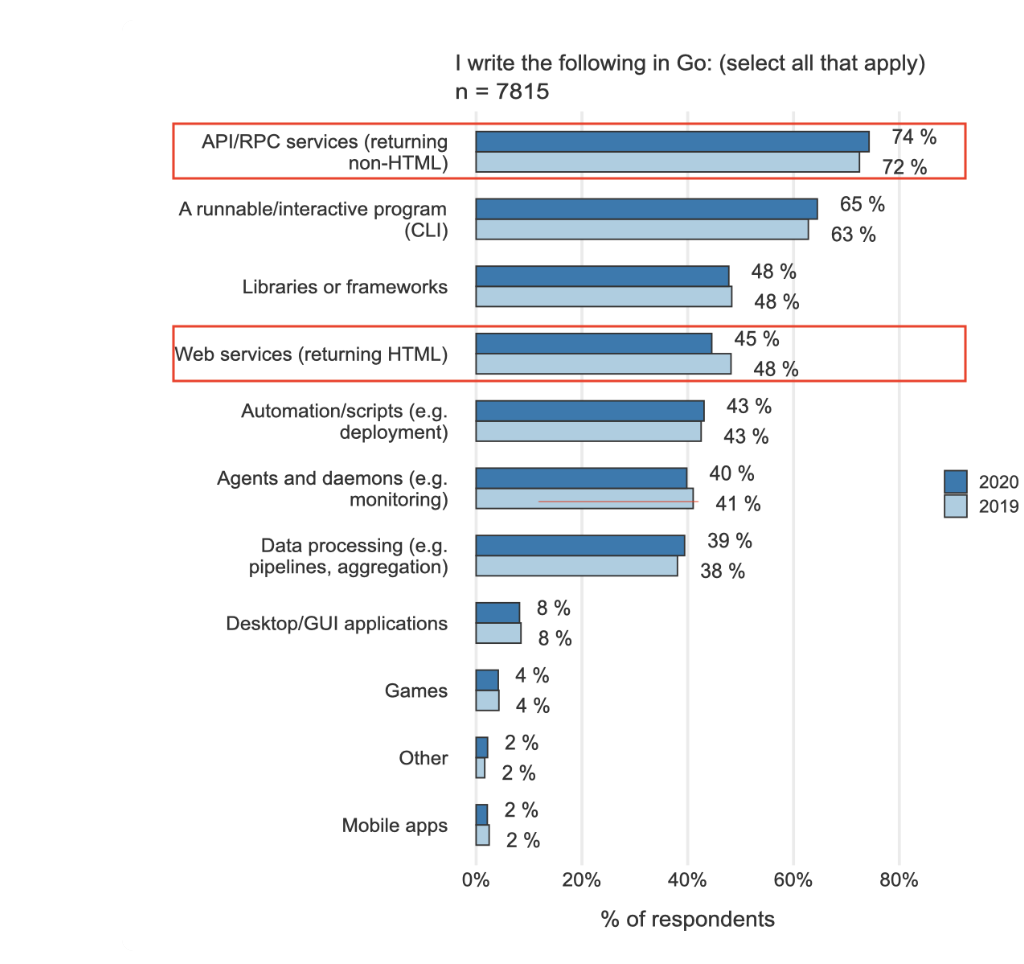 I write the following in Go: (select all that apply)
n = 7815
API/RPC services (returning
non-HTML)
74 %
72 %
A runnable/interactive program
(CLI)
65 %
63 %
Libraries or frameworks
48 %
48 %
Web services (returning HTML)
45 %
48 %
Automation/scripts (e.g.
deployment)
43 %
43 %
Agents and daemons (e.g.
monitoring)
40 %
41 %
Data processing (e.g.
pipelines, aggregation)
39 %
38 %
Desktop/GUI applications
8 %
8 %
Games
4 %
4 %
Other
2 %
2 %
Mobile apps
2 %
2 %
2020
2019
0% 20% 40% 60% 80%
% of respondents